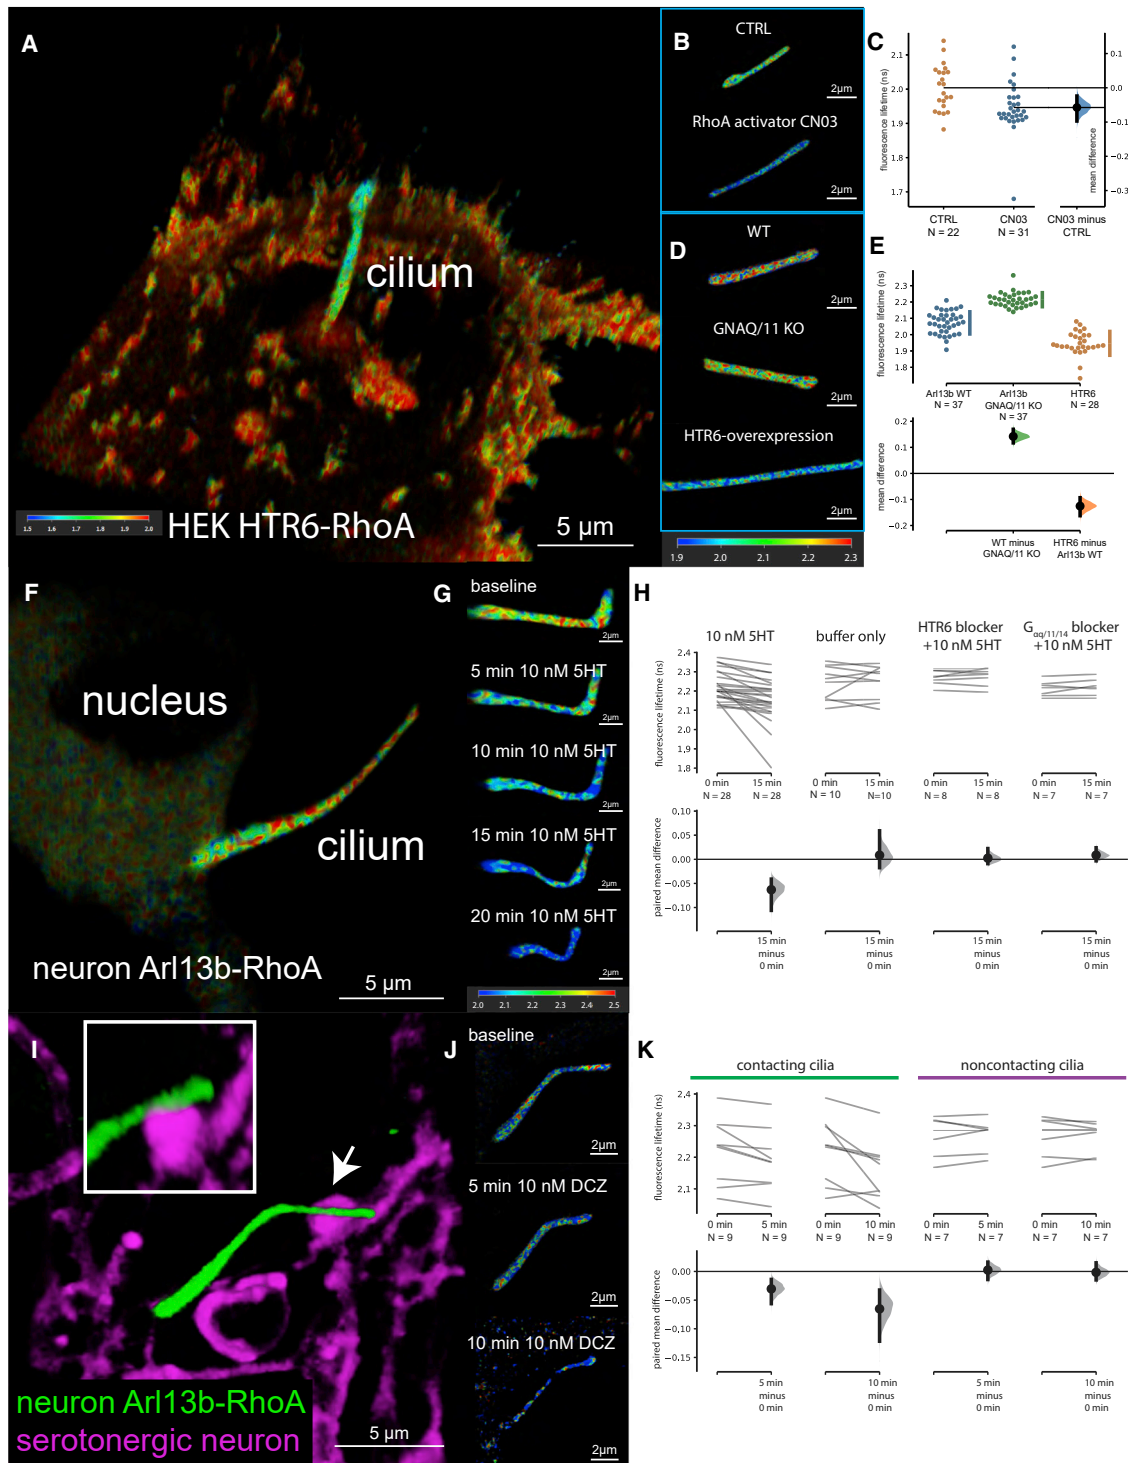 A
cilium
1.5 1.6 1.7 1.8 1.9 2.0
HEK HTR6-RhoA
5 μm
B
CTRL
2μm
RhoA activator CN03
2μm
C
fluorescence lifetime (ns)
2.1
2.0
1.9
1.8
1.7
0.1
0.0
−0.1
−0.2
−0.3
mean difference
CTRL
N = 22
CN03
N = 31
CN03 minus
CTRL
D
WT
2μm
GNAQ/11 KO
2μm
HTR6-overexpression
2μm
1.9 2.0 2.1 2.2 2.3
E
fluorescence lifetime (ns)
2.3
2.2
2.1
2.0
1.9
1.8
Arl13b WT
N = 37
Arl13b
GNAQ/11 KO
N = 37
HTR6
N = 28
mean difference
0.2
0.1
0.0
−0.1
−0.2
WT minus
GNAQ/11 KO
HTR6 minus
Arl13b WT
F
nucleus
cilium
neuron Arl13b-RhoA
5 μm
G
baseline
2μm
5 min 10 nM 5HT
2μm
10 min 10 nM 5HT
2μm
15 min 10 nM 5HT
2μm
20 min 10 nM 5HT
2μm
2.0 2.1 2.2 2.3 2.4 2.5
H
10 nM 5HT
buffer only
HTR6 blocker
+10 nM 5HT
Gαq/11/14 blocker
+10 nM 5HT
fluorescence lifetime (ns)
2.4
2.3
2.2
2.1
2.0
1.9
1.8
0 min 15 min 0 min 15 min 0 min 15 min 0 min 15 min
N = 28 N = 28 N = 10 N=10 N = 8 N = 8 N = 7 N = 7
paired mean difference
0.10
0.05
0.00
−0.05
−0.10
15 min
minus
0 min
15 min
minus
0 min
15 min
minus
0 min
15 min
minus
0 min
I
neuron Arl13b-RhoA
serotonergic neuron
5 μm
J
baseline
2μm
5 min 10 nM DCZ
2μm
10 min 10 nM DCZ
2μm
K
contacting cilia
noncontacting cilia
fluorescence lifetime (ns)
2.4
2.3
2.2
2.1
0 min 5 min 0 min 10 min 0 min 5 min 0 min 10 min
N = 9 N = 9 N = 9 N = 9 N = 7 N = 7 N = 7 N = 7
paired mean difference
0.00
−0.05
−0.10
−0.15
5 min
minus
0 min
10 min
minus
0 min
5 min
minus
0 min
10 min
minus
0 min